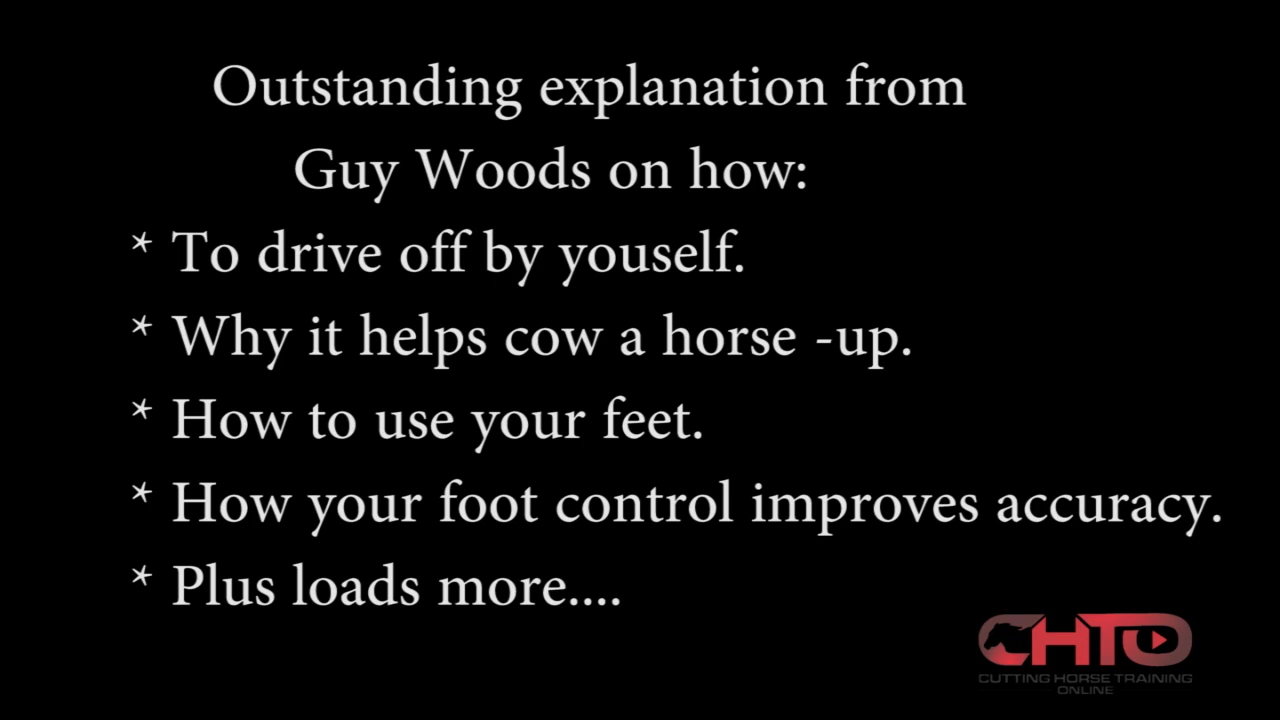 Outstanding explanation from
Guy Woods on how:
* To drive off by youself.
* Why it helps cow a horse -up.
* How to use your feet.
* How your foot control improves accuracy.
* Plus loads more....
CHTO
CUTTING HORSE TRAINING
ONLINE